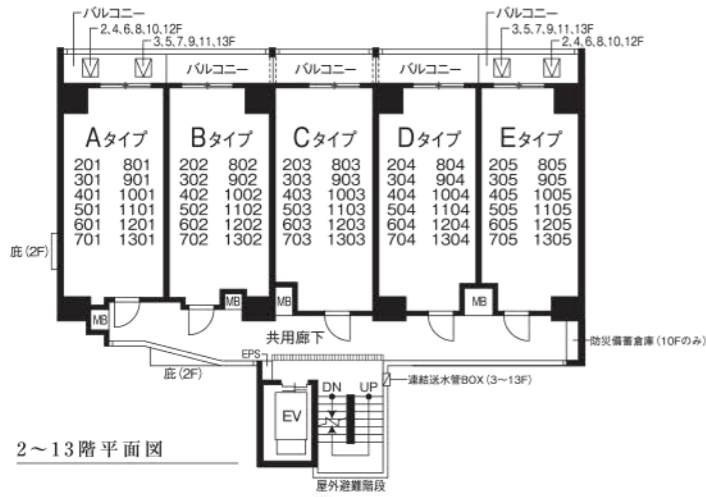 バルコニー
2,4,6,8,10,12F
3,5,7,9,11,13F
バルコニー
3,5,7,9,11,13F
2,4,6,8,10,12F
バルコニー
バルコニー
バルコニー
Aタイプ
201 801
301 901
401 1001
501 1101
601 1201
701 1301
Bタイプ
202 802
302 902
402 1002
502 1102
602 1202
702 1302
Cタイプ
203 803
303 903
403 1003
503 1103
603 1203
703 1303
Dタイプ
204 804
304 904
404 1004
504 1104
604 1204
704 1304
Eタイプ
205 805
305 905
405 1005
505 1105
605 1205
705 1305
庇(2F)
MB
MB
MB
MB
共用廊下
防災備蓄倉庫(10Fのみ)
EPS
庇(2F)
連結送水管BOX(3〜13F)
DN
UP
EV
2〜13階平面図
屋外避難階段